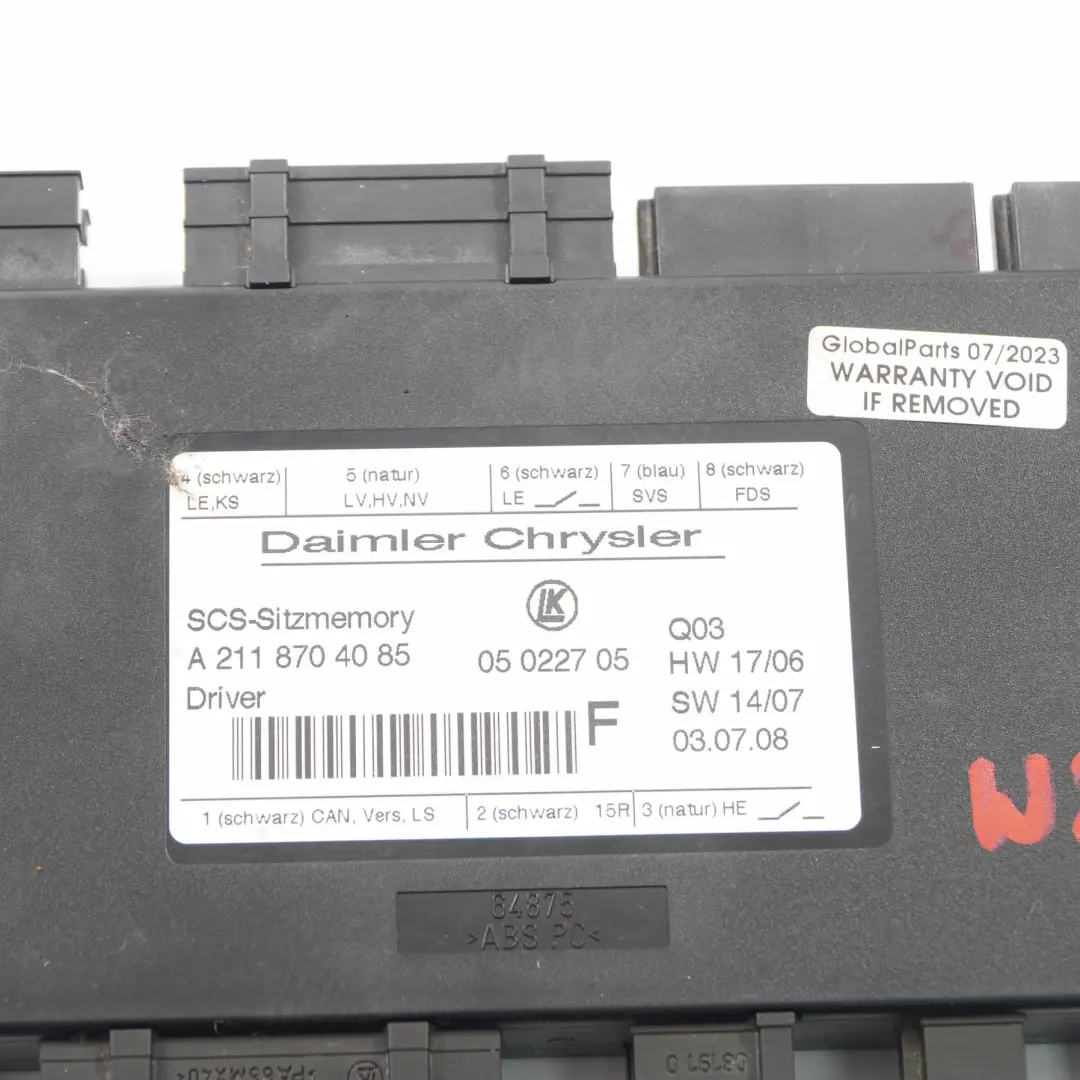 GlobalParts 07/2023
WARRANTY VOID
IF REMOVED
4 (schwarz) 5 (natur) 6 (schwarz) 7 (blau) 8 (schwarz)
LE,KS LV,HV,NV LE SVS FDS
Daimler Chrysler
SCS-Sitzmemory LK Q03
A 211 870 40 85 05 0227 05 HW 17/06
Driver SW 14/07
F 03.07.08
1 (schwarz) CAN, Vers, LS 2 (schwarz) 15R 3 (natur) HE
64875
>ABS PC<